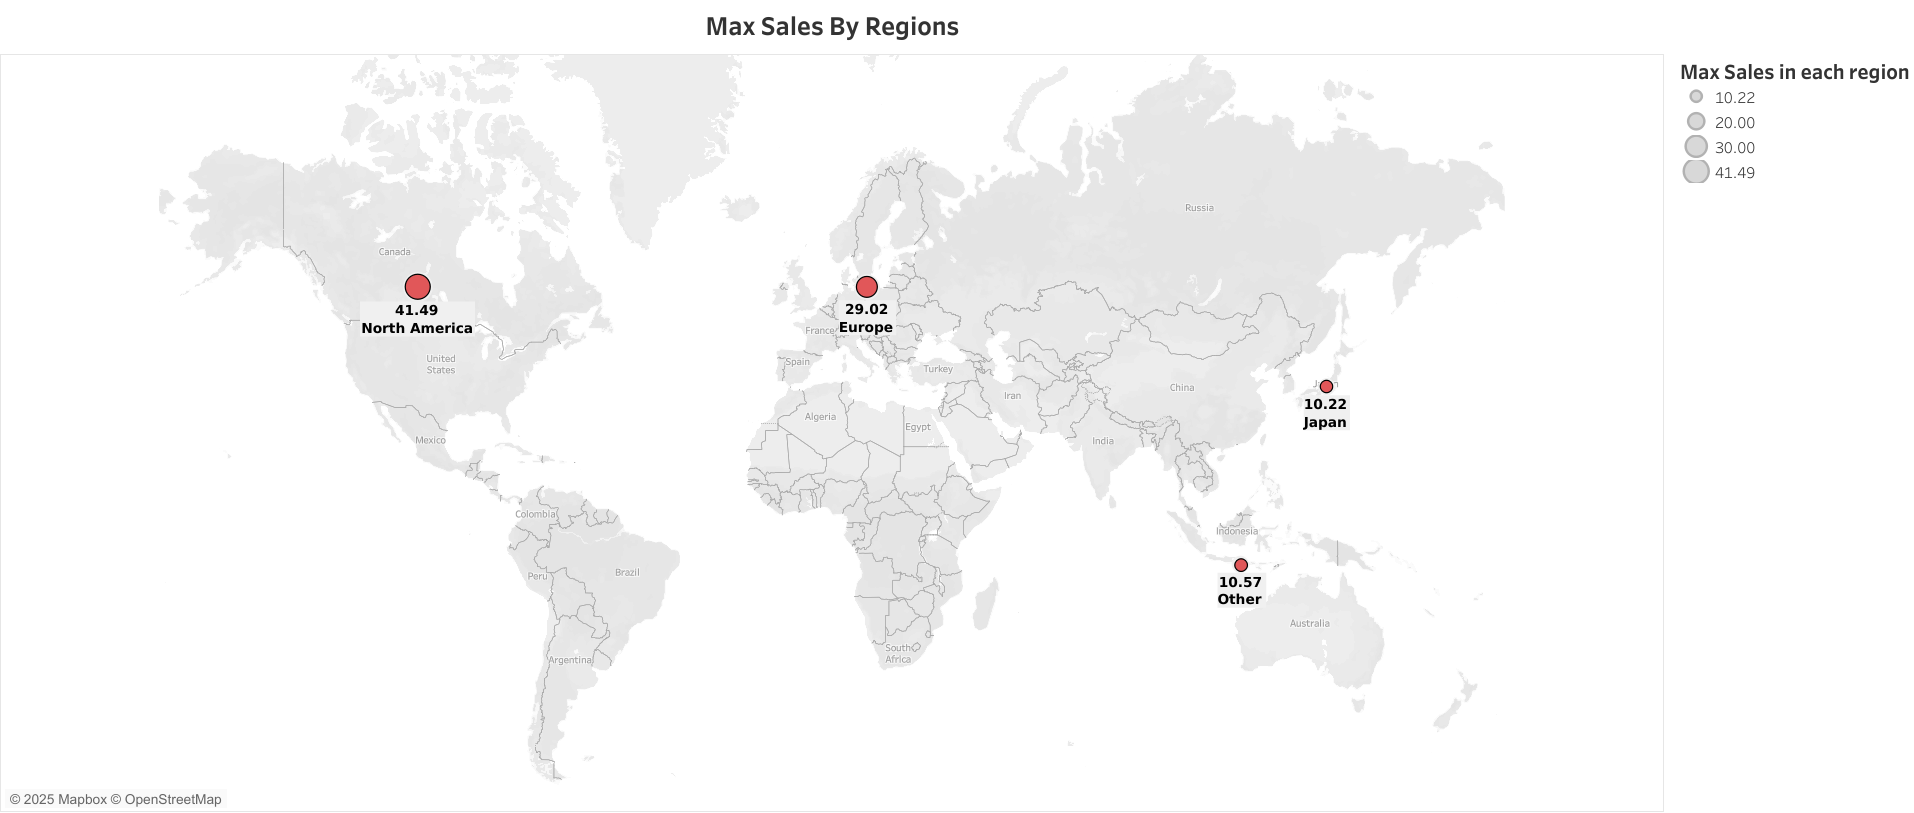 Max Sales By Regions
Max Sales in each region
10.22
20.00
30.00
41.49
Russia
Canada
41.49
North America
29.02
Europe
France
United
States
Spain
Turkey
China
Iran
10.22
Japan
Algeria
Egypt
Mexico
India
Colombia
Indonesia
Peru
Brazil
10.57
Other
Australia
South
Africa
Argentina
© 2025 Mapbox © OpenStreetMap